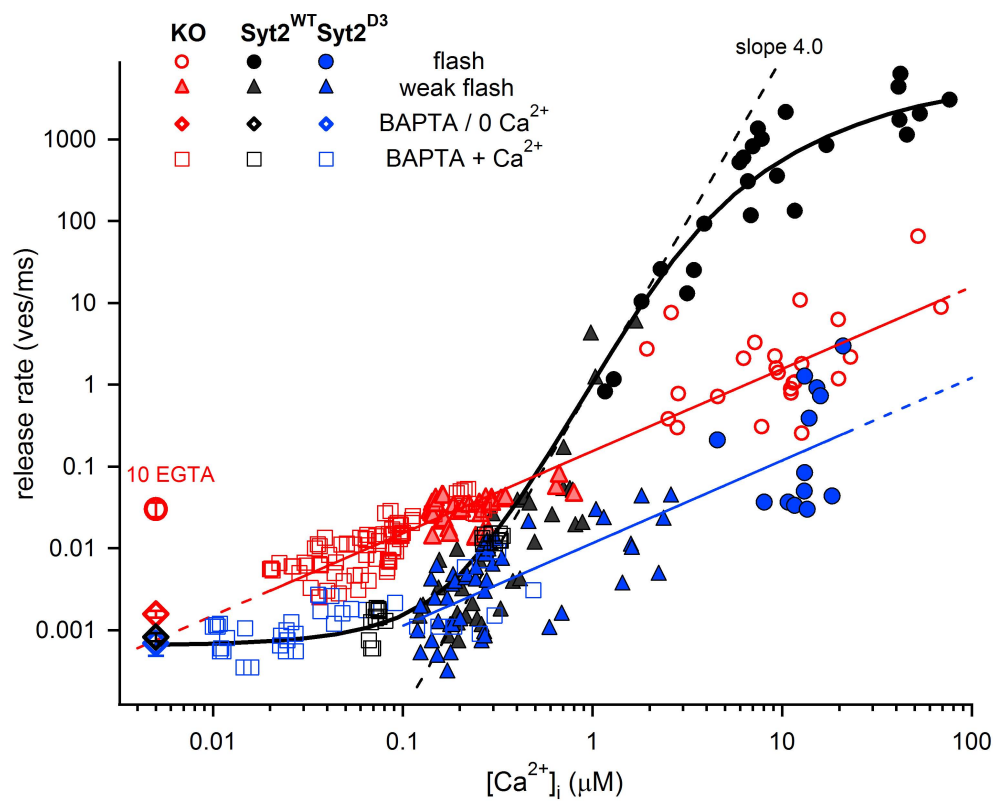 KO Syt2WT Syt2D3
flash
weak flash
BAPTA / 0 Ca2+
BAPTA + Ca2+
slope 4.0
10 EGTA
release rate (ves/ms)
1000
100
10
1
0.1
0.01
0.001
0.01 0.1 1 10 100
[Ca2+]i (μM)